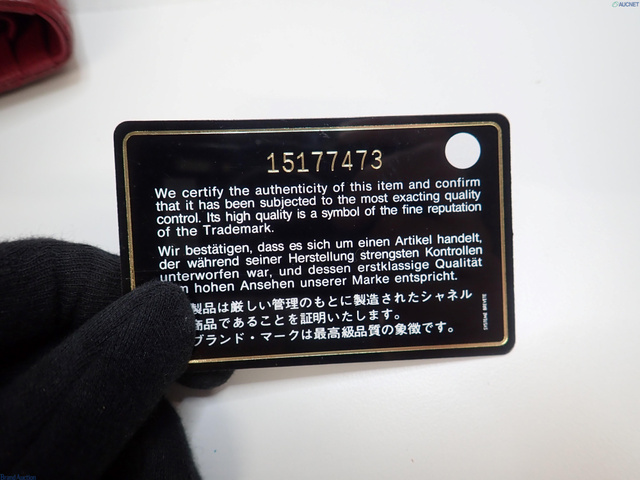 AUCNET
15177473
We certify the authenticity of this item and confirm
that it has been subjected to the most exacting quality
control. Its high quality is a symbol of the fine reputation
of the Trademark.
Wir bestätigen, dass es sich um einen Artikel handelt,
der während seiner Herstellung strengsten Kontrollen
unterworfen war, und dessen erstklassige Qualität
hohen Ansehen unserer Marke entspricht.
製品は厳しい管理のもとに製造されたシャネル
商品であることを証明いたします。
ブランド・マークは最高級品質の象徴です。
SYSTEME BREVETE
Brand Auction